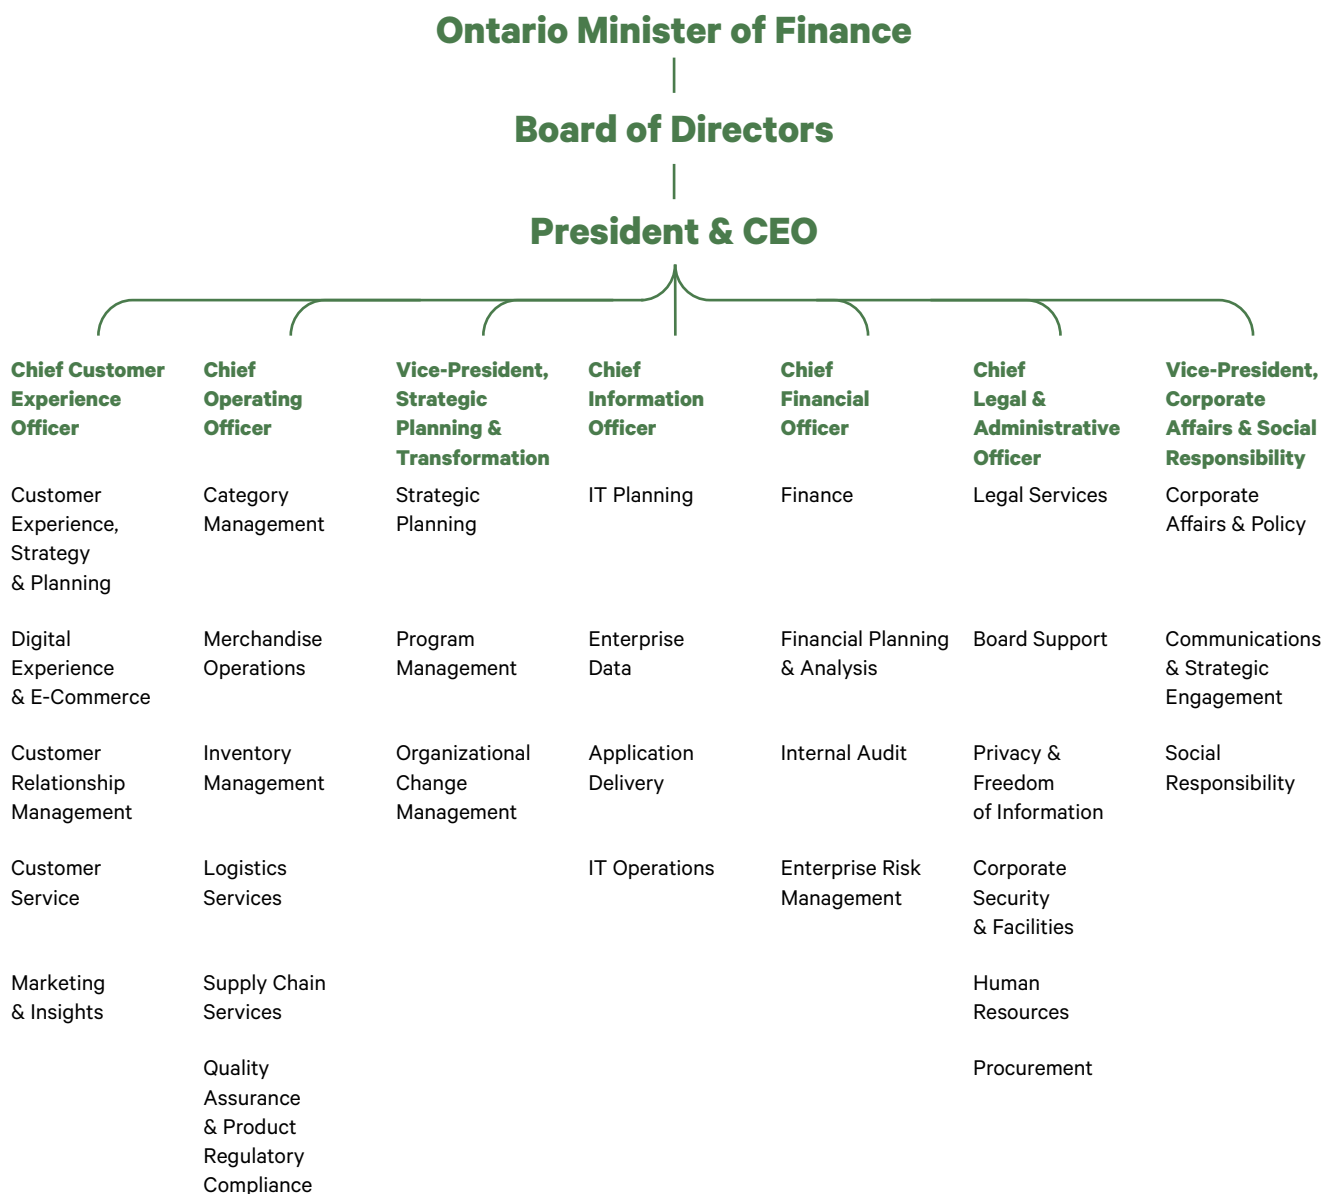 Ontario Minister of Finance
Board of Directors
President & CEO
Chief Customer
Experience
Officer
Customer
Experience,
Strategy
& Planning
Digital
Experience
& E-Commerce
Customer
Relationship
Management
Customer
Service
Marketing
& Insights
Chief
Operating
Officer
Category
Management
Merchandise
Operations
Inventory
Management
Logistics
Services
Supply Chain
Services
Quality
Assurance
& Product
Regulatory
Compliance
Vice-President,
Strategic
Planning &
Transformation
Strategic
Planning
Program
Management
Organizational
Change
Management
Chief
Information
Officer
IT Planning
Enterprise
Data
Application
Delivery
IT Operations
Chief
Financial
Officer
Finance
Financial Planning
& Analysis
Internal Audit
Enterprise Risk
Management
Chief
Legal &
Administrative
Officer
Legal Services
Board Support
Privacy &
Freedom
of Information
Corporate
Security
& Facilities
Human
Resources
Procurement
Vice-President,
Corporate
Affairs & Social
Responsibility
Corporate
Affairs & Policy
Communications
& Strategic
Engagement
Social
Responsibility